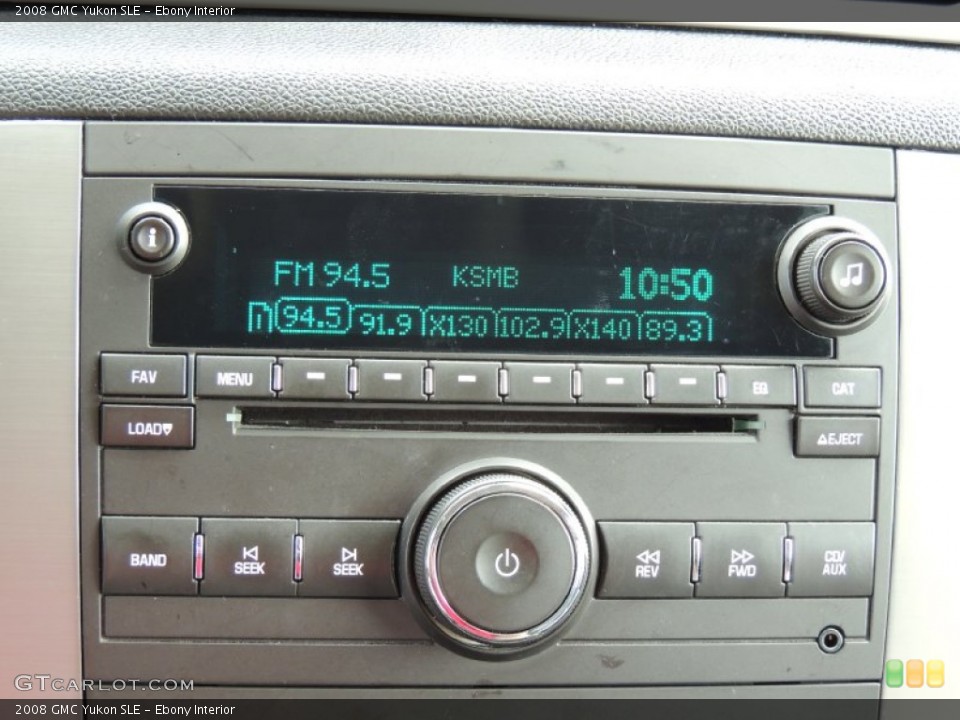 2008 GMC Yukon SLE - Ebony Interior
i
FM 94.5 KSMB 10:50
94.5 91.9 X130 102.9 X140 89.3
FAV MENU EQ CAT
LOAD EJECT
BAND SEEK SEEK REV FWD CD/
AUX
GTCARLOT.COM
2008 GMC Yukon SLE - Ebony Interior